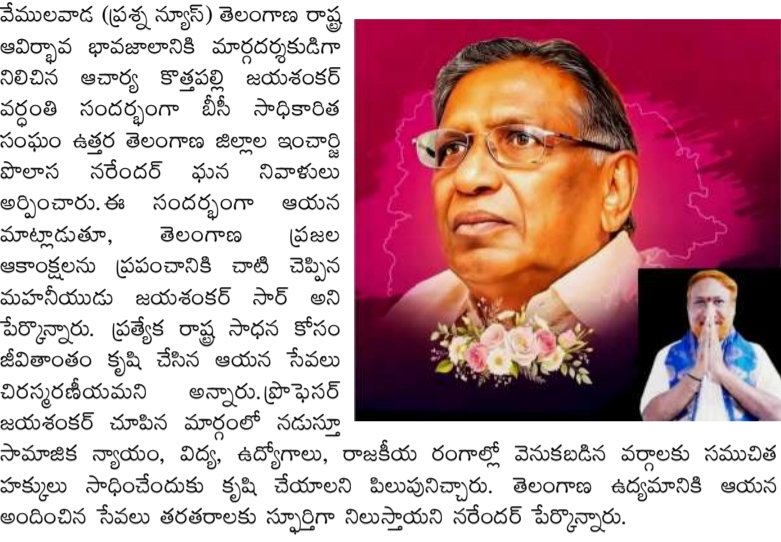 వేములవాడ (ప్రశ్న న్యూస్) తెలంగాణ రాష్ట్ర
ఆవిర్భావ భావజాలానికి మార్గదర్శకుడిగా
నిలిచిన ఆచార్య కొత్తపల్లి జయశంకర్
వర్ధంతి సందర్భంగా బీసీ సాధికారిత
సంఘం ఉత్తర తెలంగాణ జిల్లాల ఇంచార్జి
పొలాస నరేందర్ ఘన నివాళులు
అర్పించారు.ఈ సందర్భంగా ఆయన
మాట్లాడుతూ, తెలంగాణ ప్రజల
ఆకాంక్షలను ప్రపంచానికి చాటి చెప్పిన
మహనీయుడు జయశంకర్ సార్ అని
పేర్కొన్నారు. ప్రత్యేక రాష్ట్ర సాధన కోసం
జీవితాంతం కృషి చేసిన ఆయన సేవలు
చిరస్మరణీయమని అన్నారు.ప్రొఫెసర్
జయశంకర్ చూపిన మార్గంలో నడుస్తూ
సామాజిక న్యాయం, విద్య, ఉద్యోగాలు, రాజకీయ రంగాల్లో వెనుకబడిన వర్గాలకు సముచిత
హక్కులు సాధించేందుకు కృషి చేయాలని పిలుపునిచ్చారు. తెలంగాణ ఉద్యమానికి ఆయన
అందించిన సేవలు తరతరాలకు స్ఫూర్తిగా నిలుస్తాయని నరేందర్ పేర్కొన్నారు.